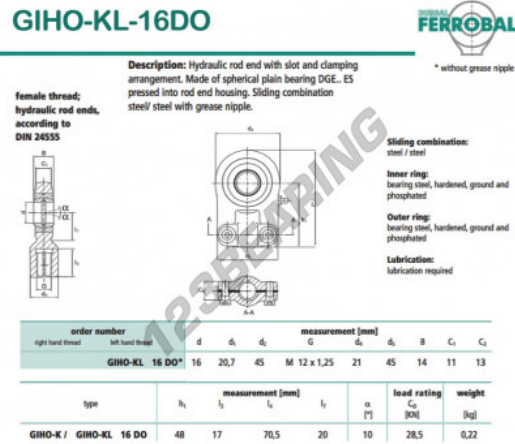 GIHO-KL-16DO
DURBAL
FERROBAL
* without grease nipple
Description: Hydraulic rod end with slot and clamping
arrangement. Made of spherical plain bearing DGE.. ES
pressed into rod end housing. Sliding combination
steel/ steel with grease nipple.
female thread;
hydraulic rod ends,
according to
DIN 24555
Sliding combination:
steel / steel
Inner ring:
bearing steel, hardened, ground and
phosphated
Outer ring:
bearing steel, hardened, ground and
phosphated
Lubrication:
lubrication required
B
C₁
d₂
α
α
d
l₃
G
A
A
A-A
123BEARING
order number measurement [mm]
right hand thread left hand thread d d₁ d₂ G d₄ d₅ B C₁ C₂
GIHO-KL 16 DO* 16 20,7 45 M 12 x 1,25 21 45 14 11 13
measurement [mm] load rating weight
type h₁ l₃ l₄ l₇ α C₀
[°] [KN] [kg]
GIHO-K / GIHO-KL 16 DO 48 17 70,5 20 10 28,5 0,22